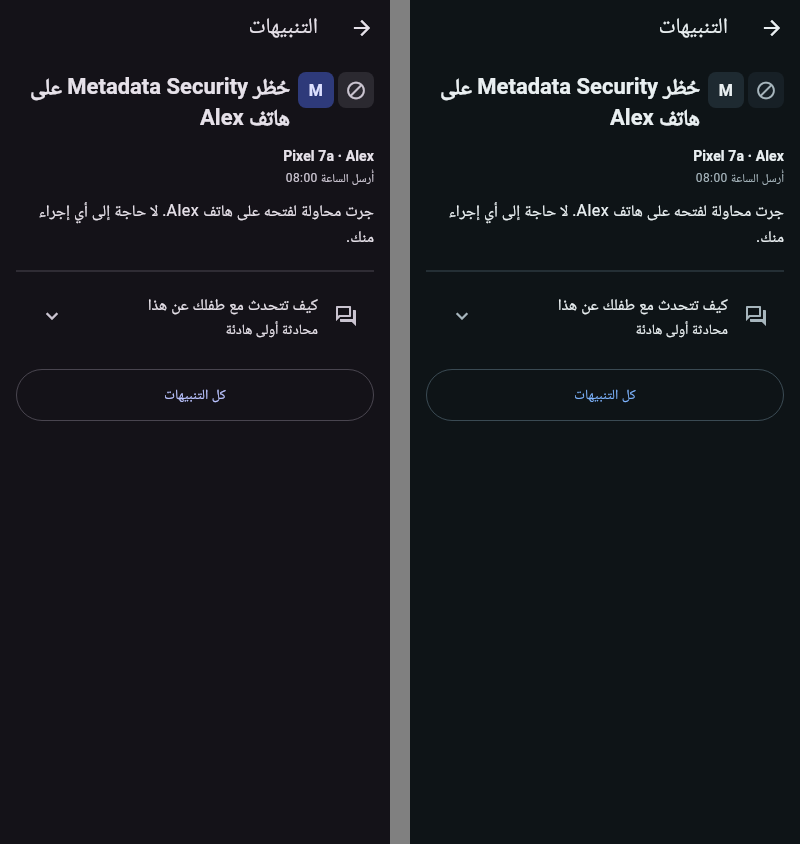 التنبيهات
M
حُظر Metadata Security على
هاتف Alex
Pixel 7a · Alex
أرسل الساعة 08:00
جرت محاولة لفتحه على هاتف Alex. لا حاجة إلى أي إجراء
منك.
كيف تتحدث مع طفلك عن هذا
محادثة أولى هادئة
كل التنبيهات
التنبيهات
M
حُظر Metadata Security على
هاتف Alex
Pixel 7a · Alex
أرسل الساعة 08:00
جرت محاولة لفتحه على هاتف Alex. لا حاجة إلى أي إجراء
منك.
كيف تتحدث مع طفلك عن هذا
محادثة أولى هادئة
كل التنبيهات